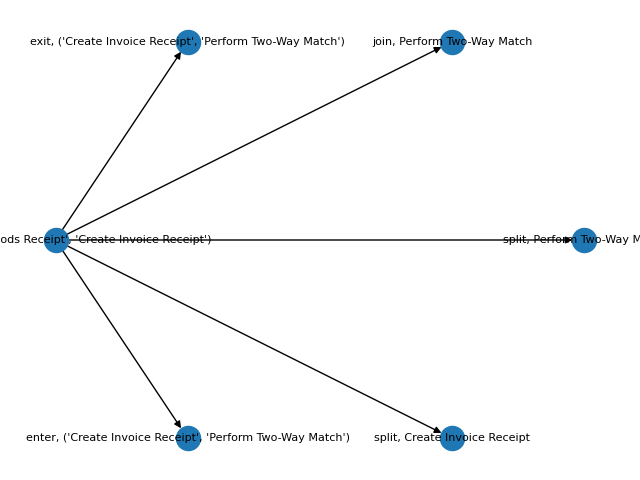 exit, ('Create Invoice Receipt', 'Perform Two-Way Match')
join, Perform Two-Way Match
ods Receipt', 'Create Invoice Receipt')
split, Perform Two-Way M
enter, ('Create Invoice Receipt', 'Perform Two-Way Match')
split, Create Invoice Receipt